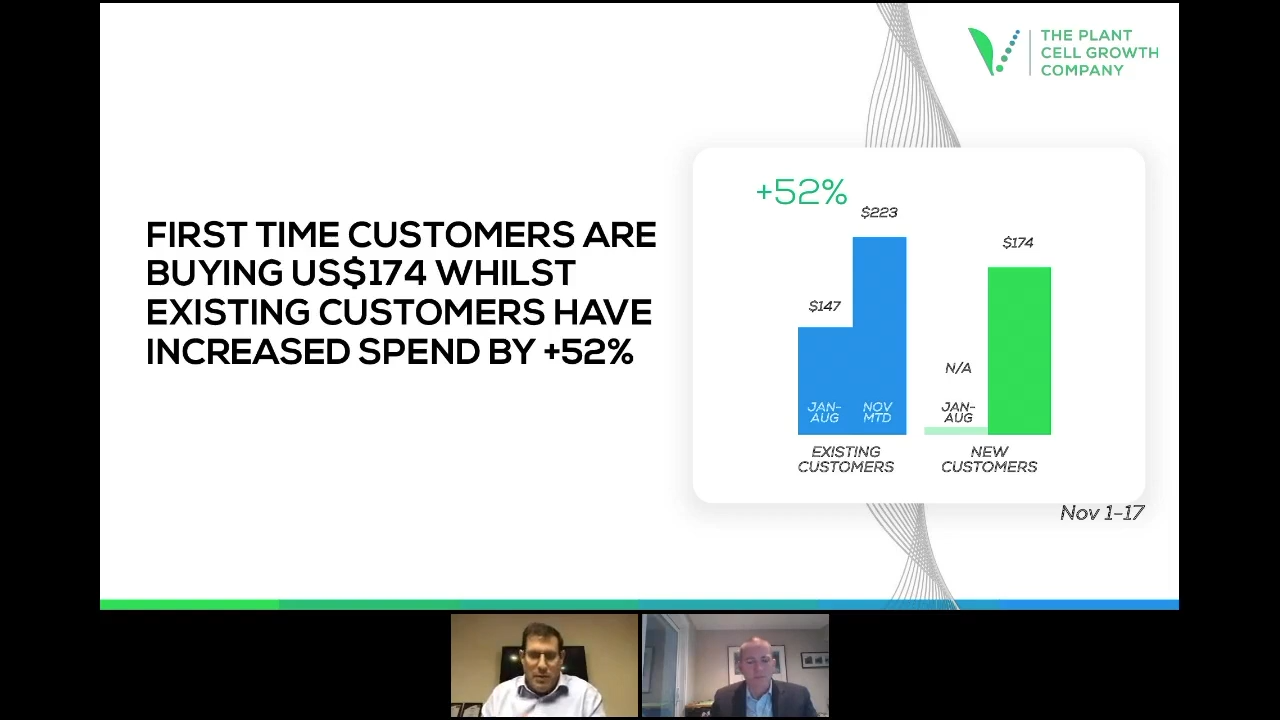 THE PLANT
CELL GROWTH
COMPANY
FIRST TIME CUSTOMERS ARE
BUYING US$174 WHILST
EXISTING CUSTOMERS HAVE
INCREASED SPEND BY +52%
+52%
$223
$174
$147
N/A
JAN-
AUG
NOV
MTD
JAN-
AUG
EXISTING
CUSTOMERS
NEW
CUSTOMERS
Nov 1-17